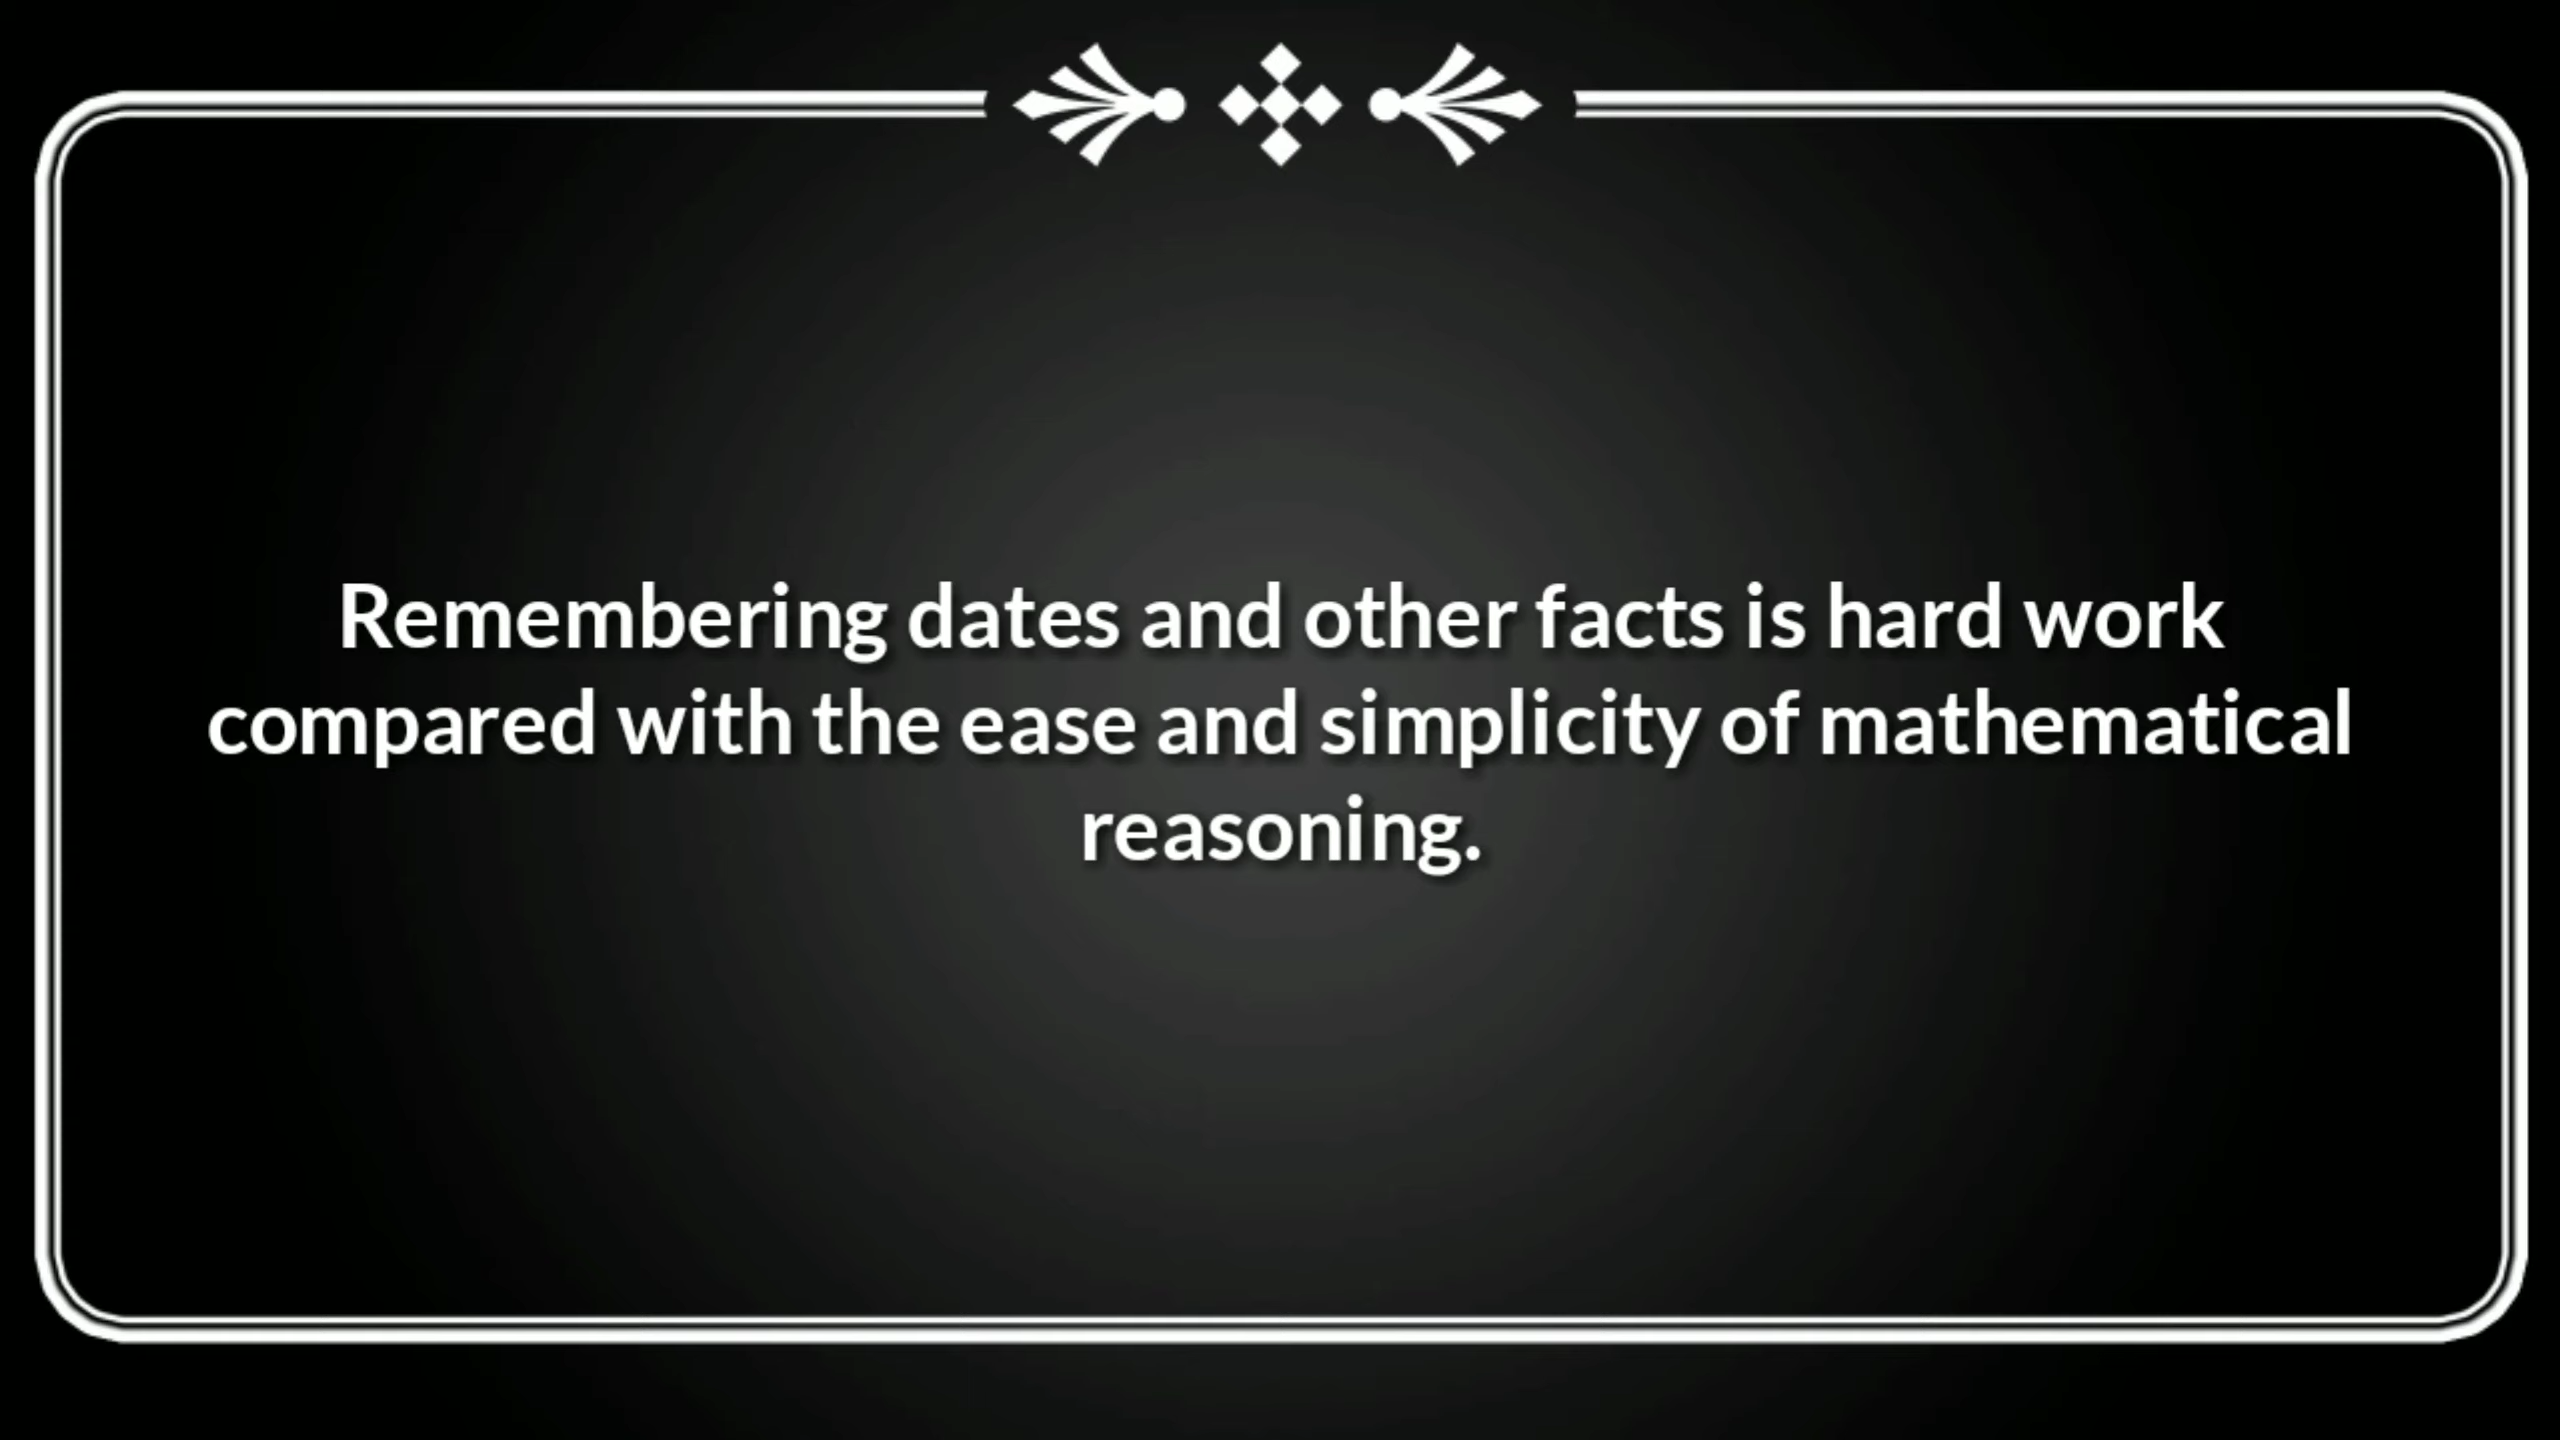 Remembering dates and other facts is hard work
compared with the ease and simplicity of mathematical
reasoning.